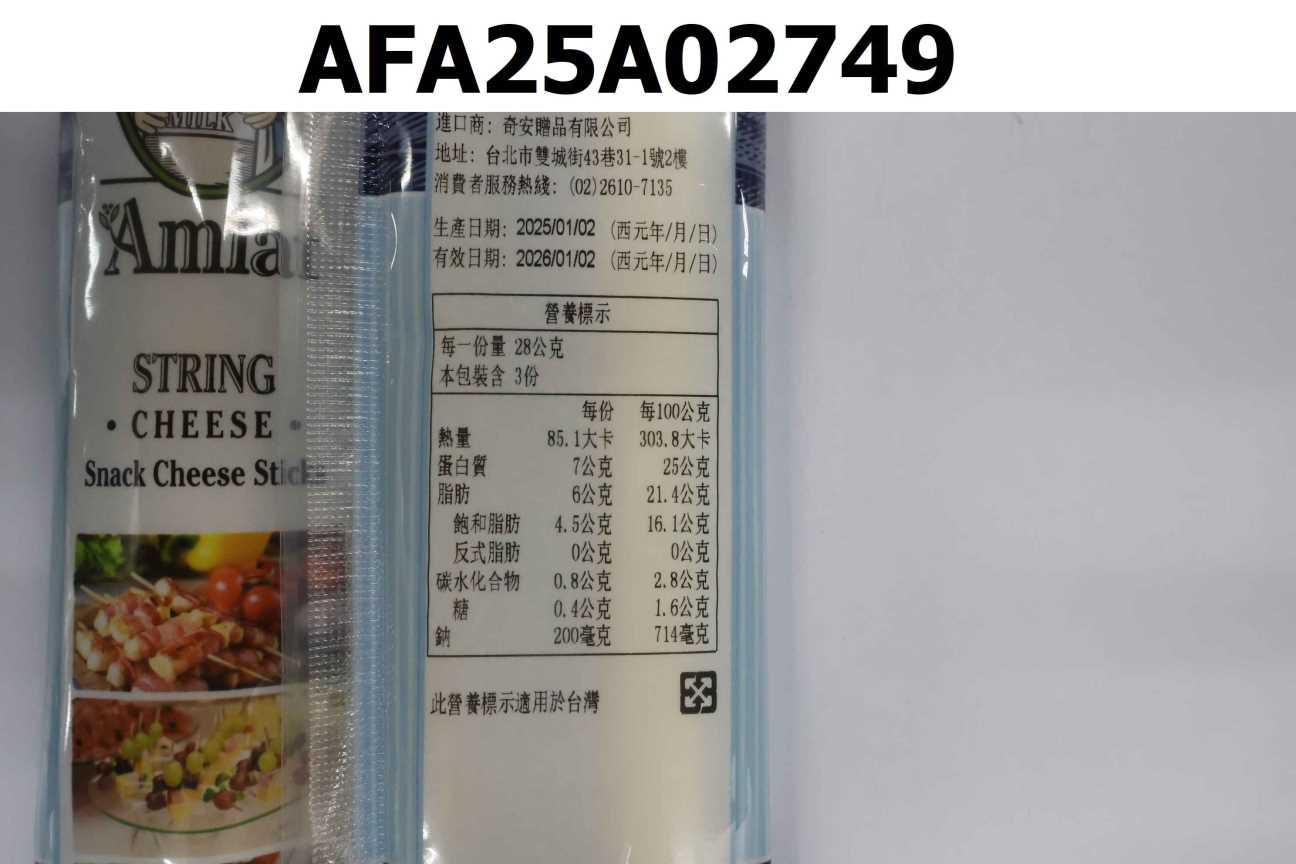 AFA25A02749
MILK
STRING
• CHEESE •
Snack Cheese
進口商: 奇安贈品有限公司
地址: 台北市雙城街43巷31-1號2樓
消費者服務熱綫: (02)2610-7135
生產日期: 2025/01/02 (西元年/月/日)
有效日期: 2026/01/02 (西元年/月/日)
營養標示
每一份量 28公克
本包裝含 3份
每份 每100公克
熱量 85.1大卡 303.8大卡
蛋白質 7公克 25公克
脂肪 6公克 21.4公克
飽和脂肪 4.5公克 16.1公克
反式脂肪 0公克 0公克
碳水化合物 0.8公克 2.8公克
糖 0.4公克 1.6公克
鈉 200毫克 714毫克
此營養標示適用於台灣